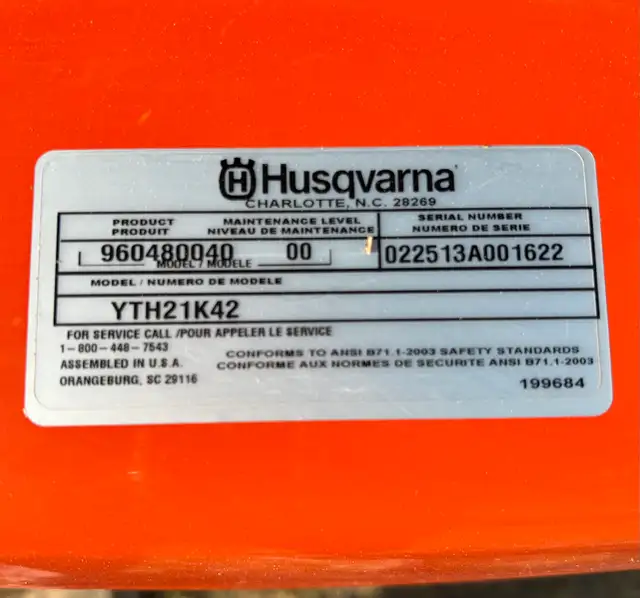 H Husqvarna
CHARLOTTE, N.C. 28269
PRODUCT MAINTENANCE LEVEL SERIAL NUMBER
PRODUIT NIVEAU DE MAINTENANCE NUMERO DE SERIE
960480040 00 022513A001622
MODEL / MODELE
MODEL / NUMERO DE MODELE
YTH21K42
FOR SERVICE CALL /POUR APPELER LE SERVICE
1-800-448-7543
CONFORMS TO ANSI B71.1-2003 SAFETY STANDARDS
ASSEMBLED IN U.S.A.
CONFORME AUX NORMES DE SECURITE ANSI B71.1-2003
ORANGEBURG, SC 29116
199684